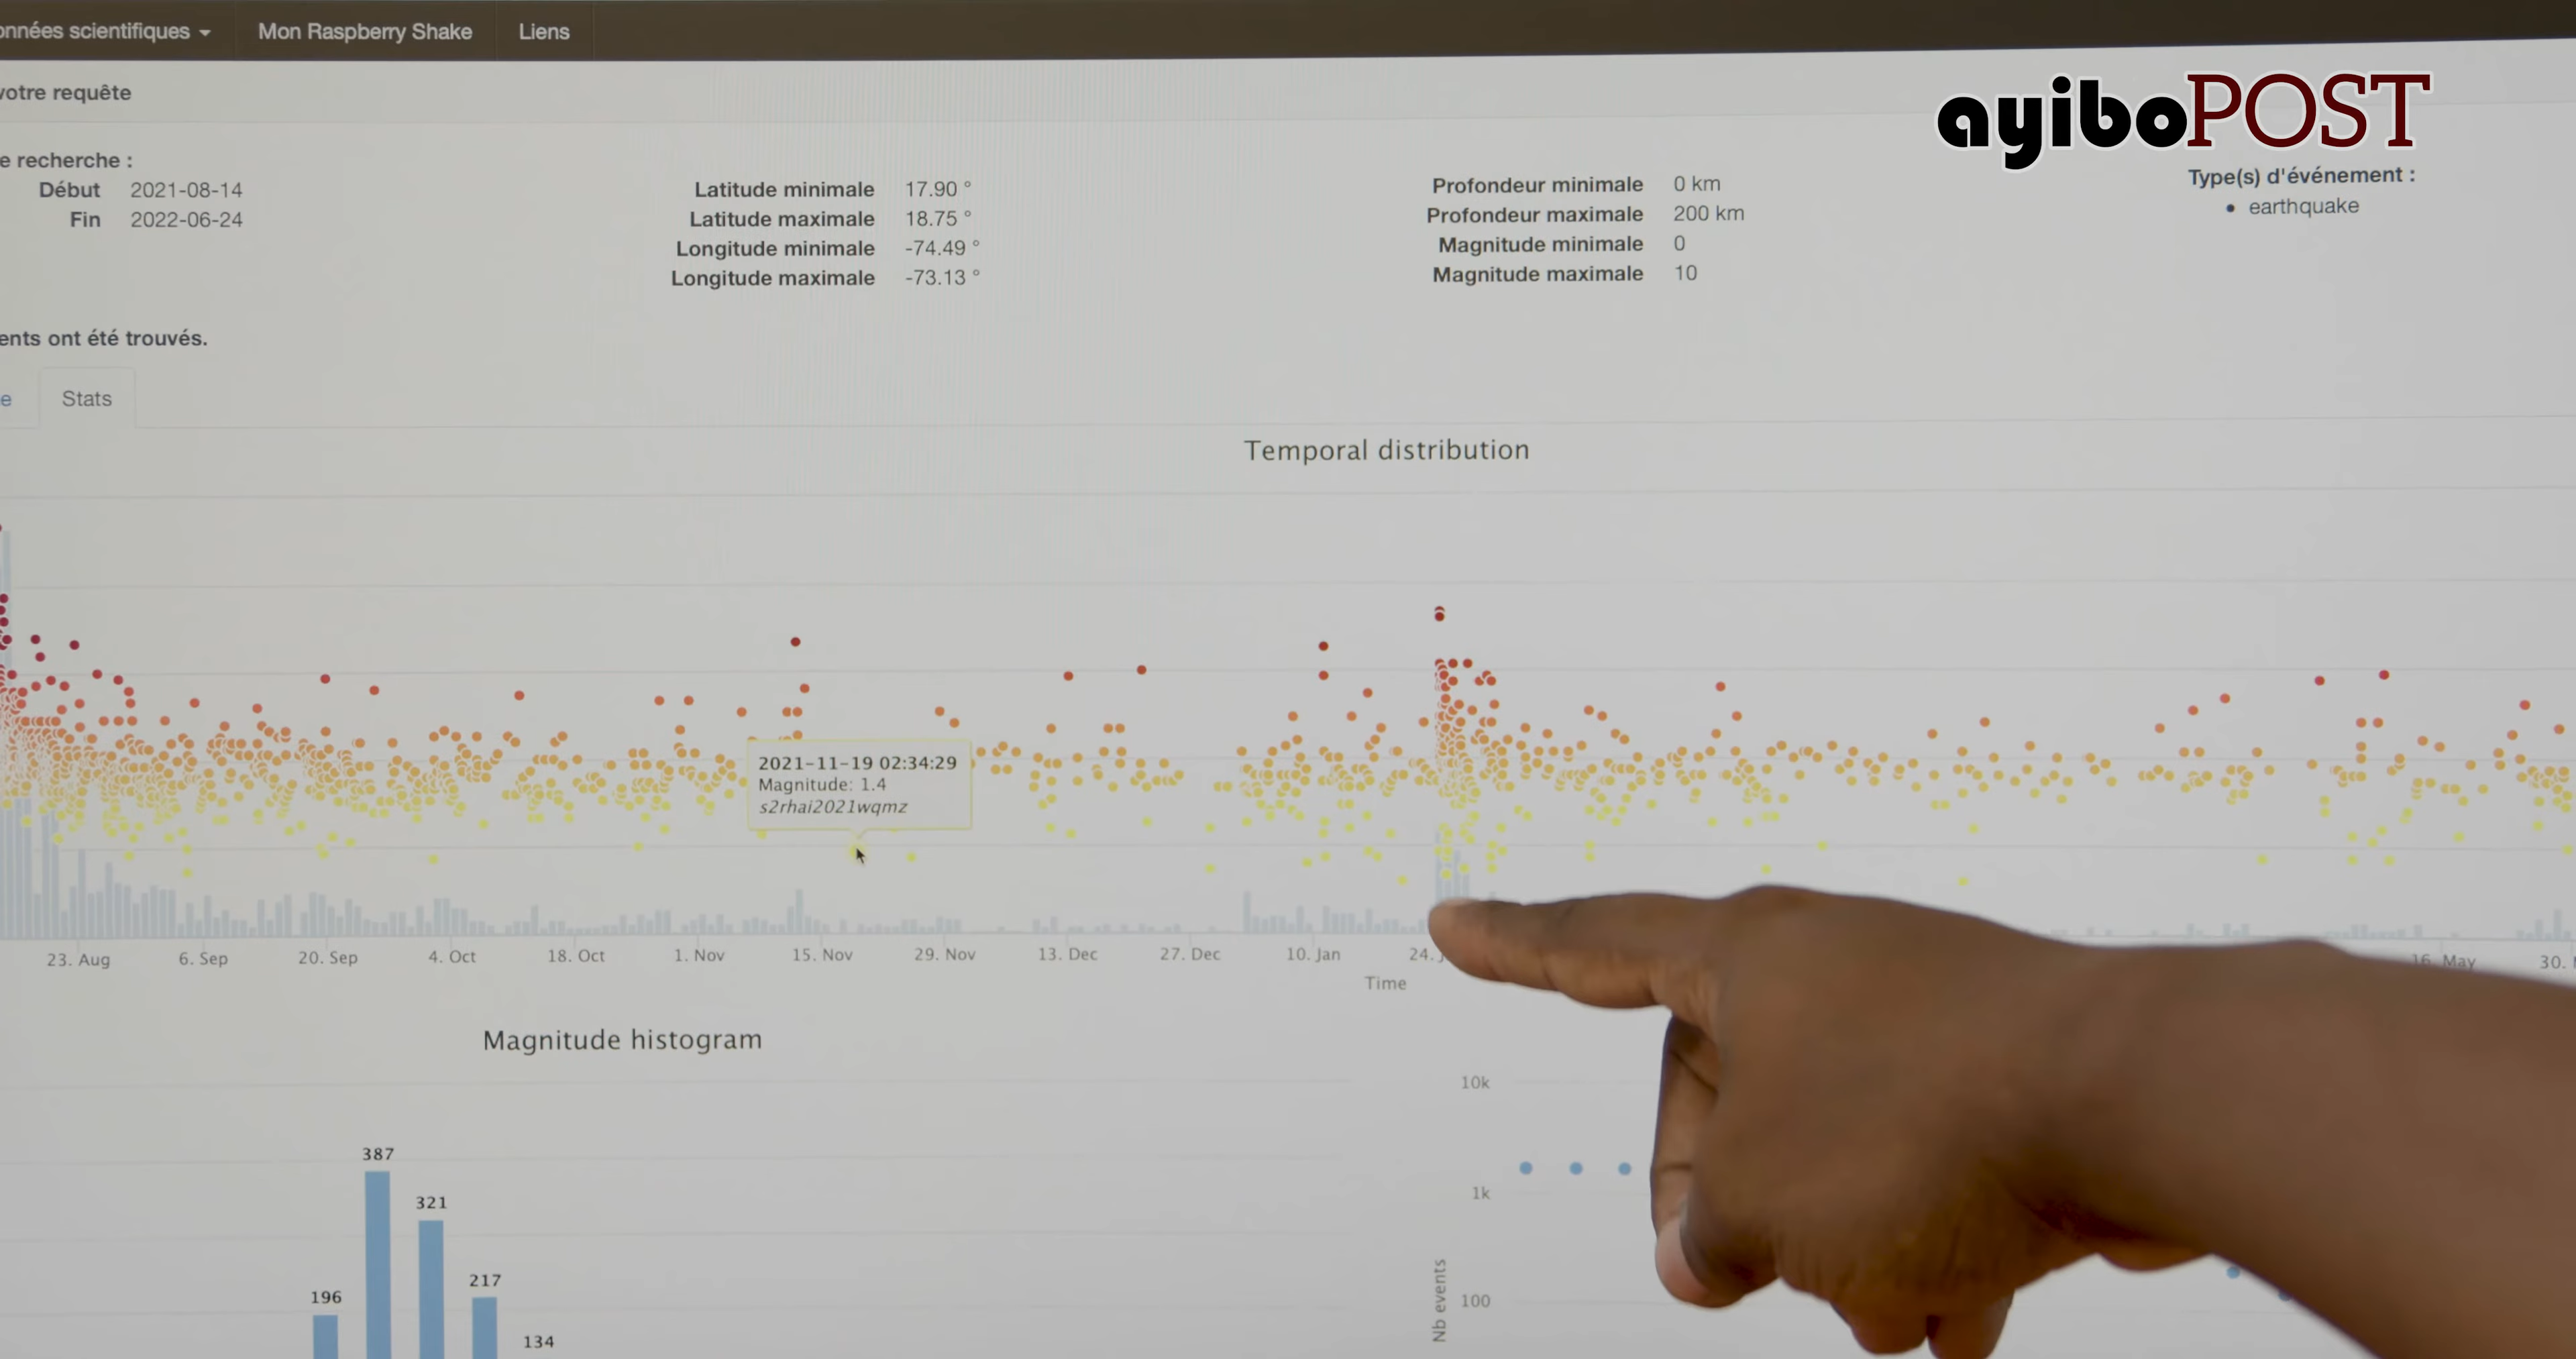 onnées scientifiques
Mon Raspberry Shake
Liens
ayiboPOST
votre requête
e recherche :
Début 2021-08-14
Fin 2022-06-24
Latitude minimale 17.90 °
Latitude maximale 18.75 °
Longitude minimale -74.49 °
Longitude maximale -73.13 °
Profondeur minimale 0 km
Profondeur maximale 200 km
Magnitude minimale 0
Magnitude maximale 10
Type(s) d'événement :
• earthquake
ents ont été trouvés.
e
Stats
Temporal distribution
2021-11-19 02:34:29
Magnitude: 1.4
s2rhai2021wqmz
23. Aug 6. Sep 20. Sep 4. Oct 18. Oct 1. Nov 15. Nov 29. Nov 13. Dec 27. Dec 10. Jan 24. J 16. May 30.
Time
Magnitude histogram
387
321
217
196
134
10k
1k
100
Nb events